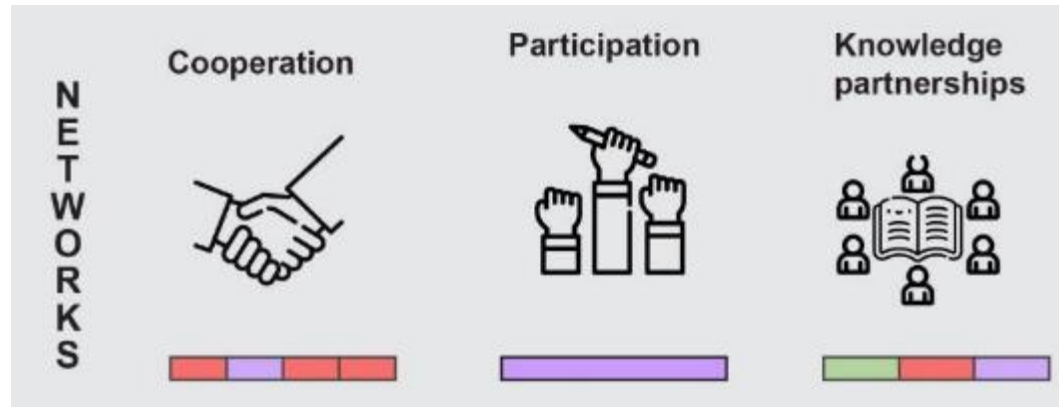 NETWORKS
Cooperation
Participation
Knowledge
partnerships